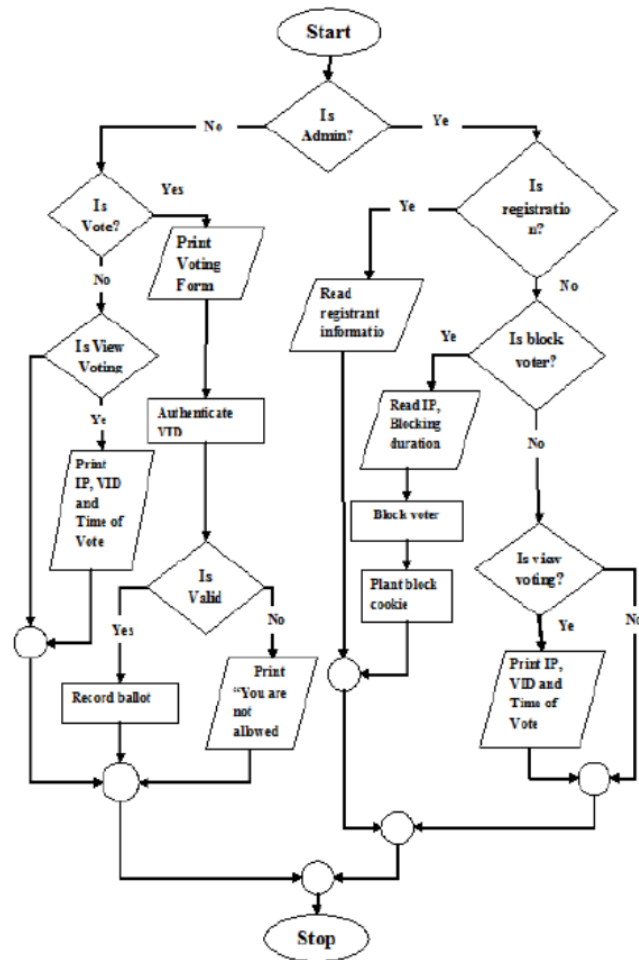 Start
Is
Admin?
No
Ye
Is
Vote?
Yes
Print
Voting
Form
No
Is View
Voting
Ye
Print
IP, VID
and
Time of
Vote
Authenticate
VID
Is
Valid
Yes
No
Record ballot
Print
“You are
not
allowed
Is
registratio
n?
Ye
No
Read
registrant
informatio
Is block
voter?
Ye
No
Read IP,
Blocking
duration
Block voter
Plant block
cookie
Is view
voting?
Ye
No
Print IP,
VID and
Time of
Vote
Stop